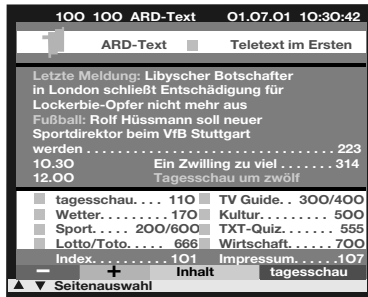 100 100 ARD-Text 01.07.01 10:30:42
1 ARD-Text Teletext im Ersten
Letzte Meldung: Libyscher Botschafter
in London schließt Entschädigung für
Lockerbie-Opfer nicht mehr aus
Fußball: Rolf Hüssmann soll neuer
Sportdirektor beim VfB Stuttgart
werden . . . . . . . . . . . . . . . . . . . . . . . . . . . . . 223
10.30 Ein Zwilling zu viel . . . . . . . 314
12.00 Tagesschau um zwölf
tagesschau. . . . 110 TV Guide. . 300/400
Wetter. . . . . . . . . 170 Kultur. . . . . . . . . . 500
Sport. . . . 200/600 TXT-Quiz. . . . . . . 555
Lotto/Toto. . . . 666 Wirtschaft. . . . . . 700
Index. . . . . . . . . . 101 Impressum. . . . . .107
− + Inhalt tagesschau
▲ ▼ Seitenauswahl